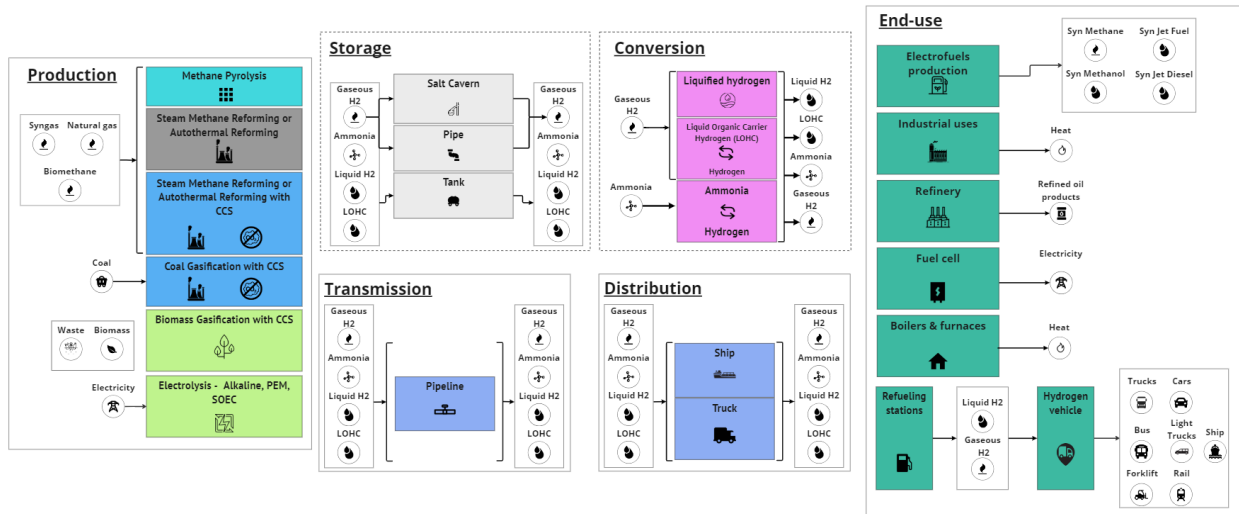 Production
Syngas
Natural gas
Biomethane
Coal
Waste
Biomass
Electricity
Methane Pyrolysis
Steam Methane Reforming or
Autothermal Reforming
Steam Methane Reforming or
Autothermal Reforming with
CCS
CO₂
Coal Gasification with CCS
CO₂
Biomass Gasification with CCS
Electrolysis - Alkaline, PEM,
SOEC
Storage
Gaseous
H2
Ammonia
Liquid H2
LOHC
Salt Cavern
Pipe
Tank
Gaseous
H2
Ammonia
Liquid H2
LOHC
Conversion
Gaseous
H2
Ammonia
Liquified hydrogen
Liquid Organic Carrier
Hydrogen (LOHC)
Hydrogen
Ammonia
Hydrogen
Liquid H2
LOHC
Ammonia
Gaseous
H2
Transmission
Gaseous
H2
Ammonia
Liquid H2
LOHC
Pipeline
Gaseous
H2
Ammonia
Liquid H2
LOHC
Distribution
Gaseous
H2
Ammonia
Liquid H2
LOHC
Ship
Truck
Gaseous
H2
Ammonia
Liquid H2
LOHC
End-use
Electrofuels
production
Syn Methane
Syn Jet Fuel
Syn Methanol
Syn Jet Diesel
Industrial uses
Heat
Refinery
Refined oil
products
Fuel cell
Electricity
Boilers & furnaces
Heat
Refueling
stations
Liquid H2
Gaseous
H2
Hydrogen
vehicle
Trucks
Cars
Bus
Light
Trucks
Ship
Forklift
Rail